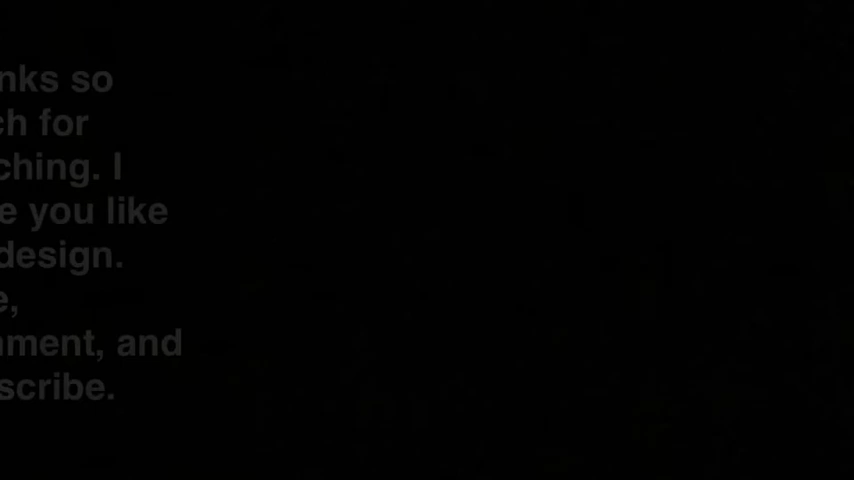 nks so
ch for
ching. I
e you like
design.
e,
nment, and
scribe.